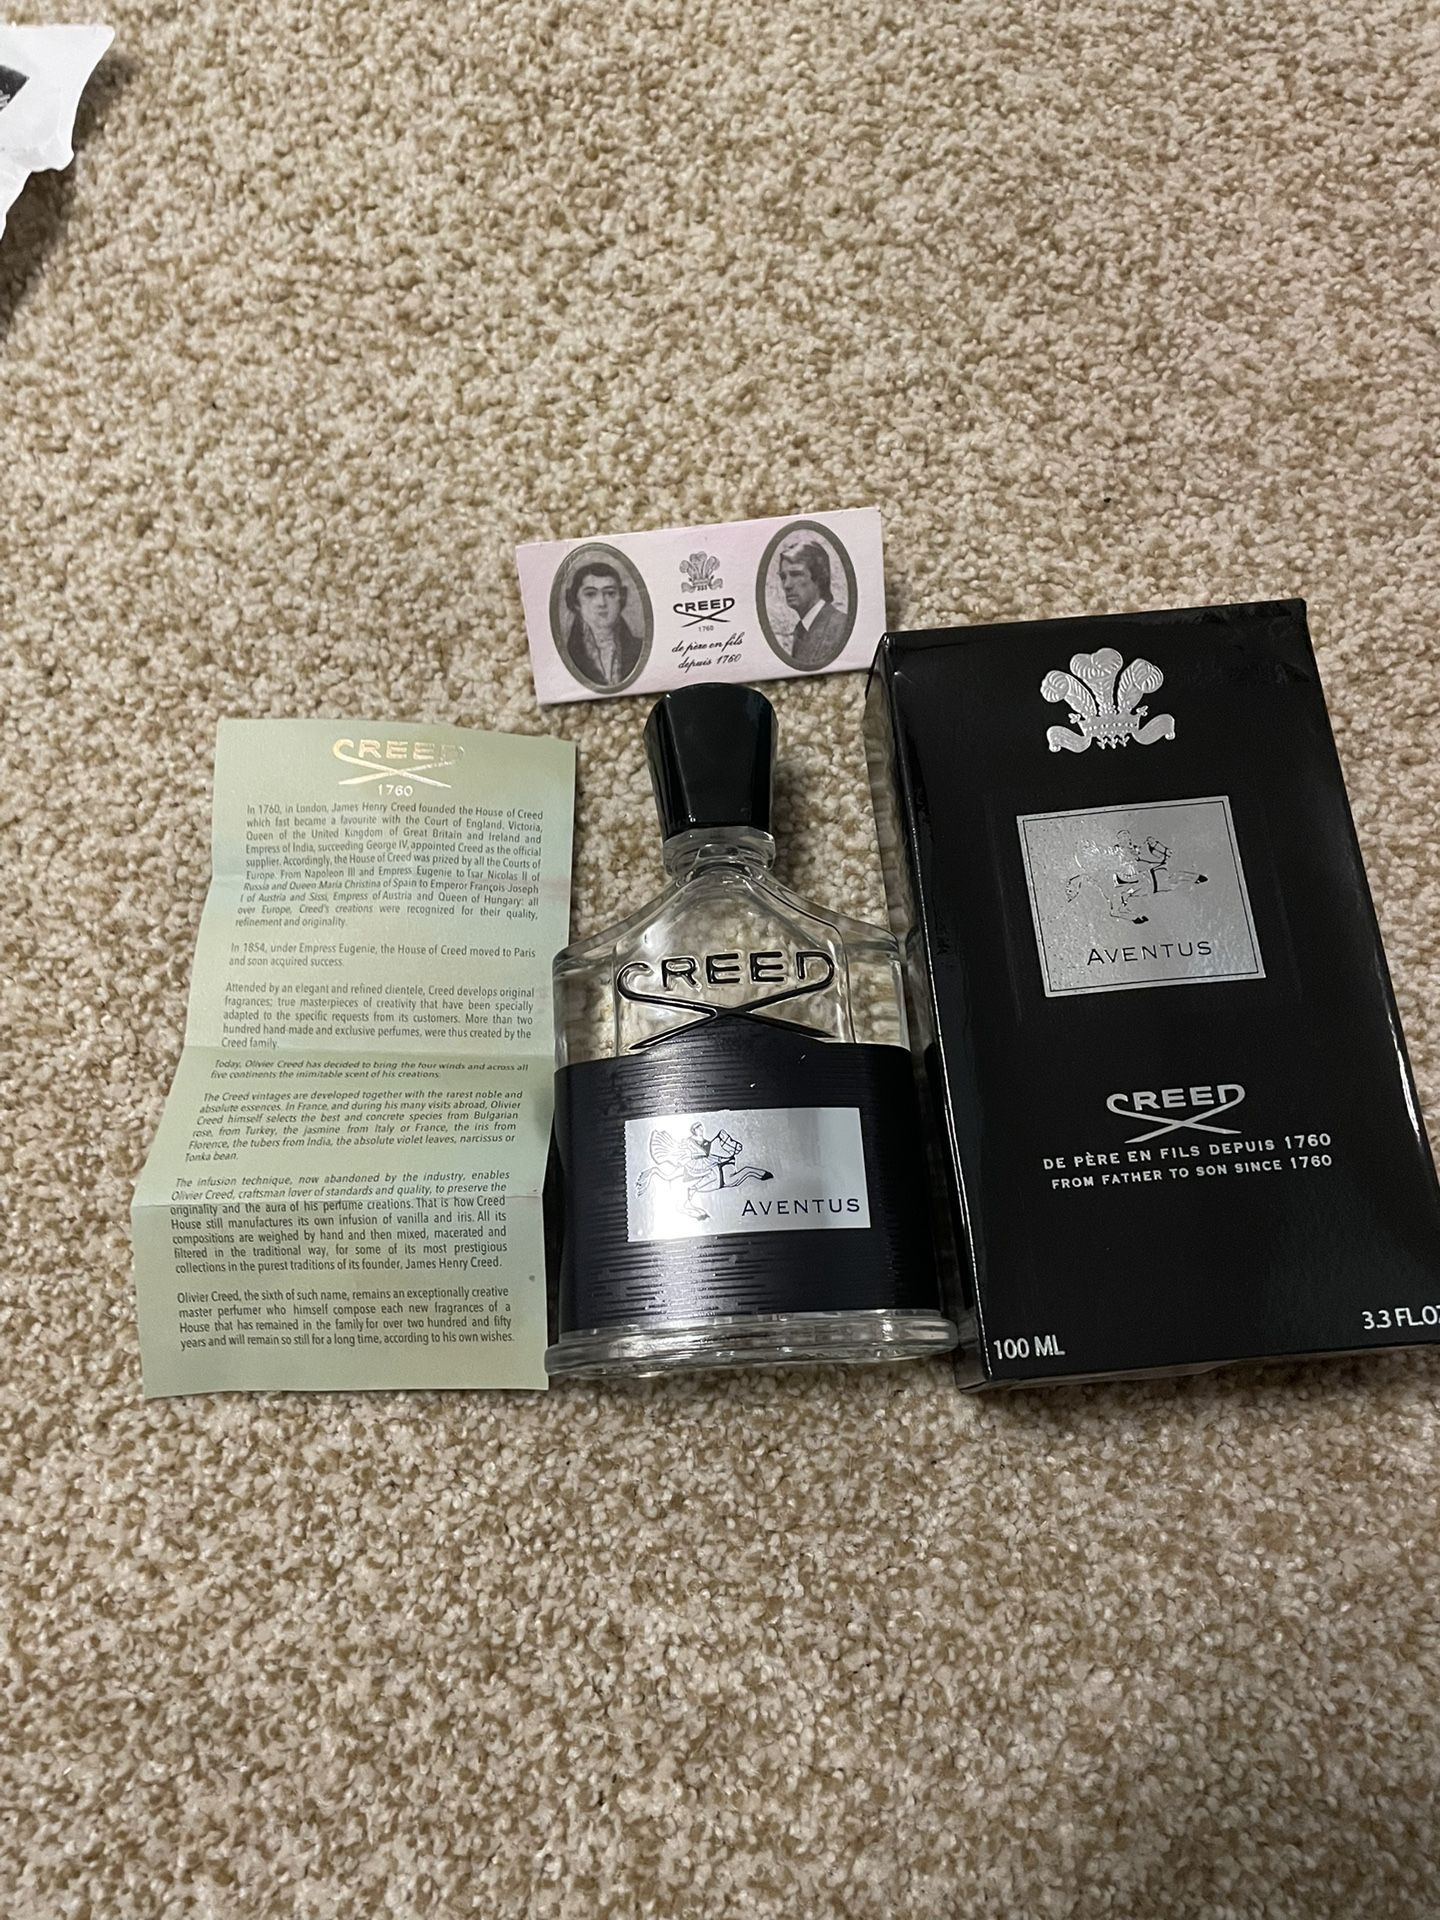 CREED
1760
de père en fils
depuis 1760
CREED
1760
In 1760, in London, James Henry Creed founded the House of Creed
which fast became a favourite with the Court of England, Victoria,
Queen of the United Kingdom of Great Britain and Ireland and
Empress of India, succeeding George IV, appointed Creed as the official
supplier. Accordingly, the House of Creed was prized by all the Courts of
Europe. From Napoleon III and Empress Eugenie to Tsar Nicolas II of
Russia and Queen Maria Christina of Spain to Emperor François-Joseph
I of Austria and Sissi, Empress of Austria and Queen of Hungary: all
over Europe, Creed's creations were recognized for their quality,
refinement and originality.
In 1854, under Empress Eugenie, the House of Creed moved to Paris
and soon acquired success.
Attended by an elegant and refined clientele, Creed develops original
fragrances; true masterpieces of creativity that have been specially
adapted to the specific requests from its customers. More than two
hundred hand-made and exclusive perfumes, were thus created by the
Creed family.
Today, Olivier Creed has decided to bring the four winds and across all
five continents the inimitable scent of his creations.
The Creed vintages are developed together with the rarest noble and
absolute essences. In France, and during his many visits abroad, Olivier
Creed himself selects the best and concrete species from Bulgarian
rose, from Turkey, the jasmine from Italy or France, the iris from
Florence, the tubers from India, the absolute violet leaves, narcissus or
Tonka bean.
The infusion technique, now abandoned by the industry, enables
Olivier Creed, craftsman lover of standards and quality, to preserve the
originality and the aura of his perfume creations. That is how Creed
House still manufactures its own infusion of vanilla and iris. All its
compositions are weighed by hand and then mixed, macerated and
filtered in the traditional way, for some of its most prestigious
collections in the purest traditions of its founder, James Henry Creed.
Olivier Creed, the sixth of such name, remains an exceptionally creative
master perfumer who himself compose each new fragrances of a
House that has remained in the family for over two hundred and fifty
years and will remain so still for a long time, according to his own wishes.
CREED
AVENTUS
AVENTUS
CREED
DE PÈRE EN FILS DEPUIS 1760
FROM FATHER TO SON SINCE 1760
100 ML
3.3 FL.OZ